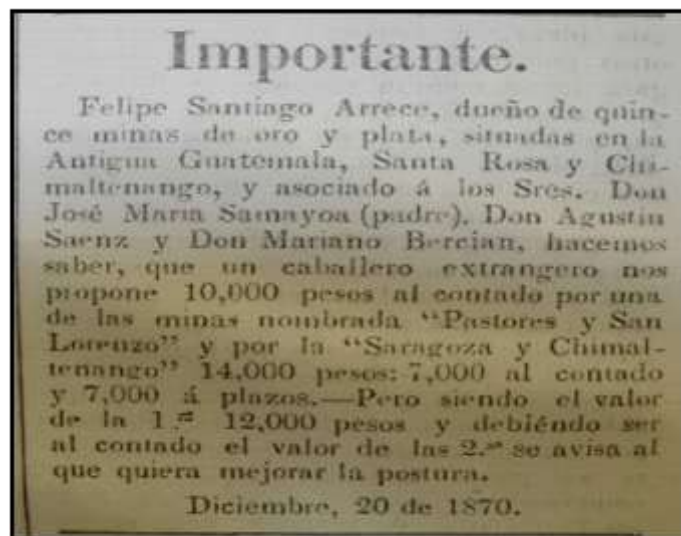 Importante.
Felipe Santiago Arrece, dueño de quin-
ce minas de oro y plata, situadas en la
Antigua Guatemala, Santa Rosa y Chi-
maltenango, y asociado á los Sres. Don
José Maria Samayoa (padre), Don Agustin
Saenz y Don Mariano Bercian, hacemos
saber, que un caballero extrangero nos
propone 10,000 pesos al contado por una
de las minas nombrada "Pastores y San
Lorenzo" y por la "Saragoza y Chimal-
tenango" 14,000 pesos: 7,000 al contado
y 7,000 á plazos.—Pero siendo el valor
de la 1.ª 12,000 pesos y debiéndo ser
al contado el valor de las 2.ª se avisa al
que quiera mejorar la postura.
Diciembre, 20 de 1870.